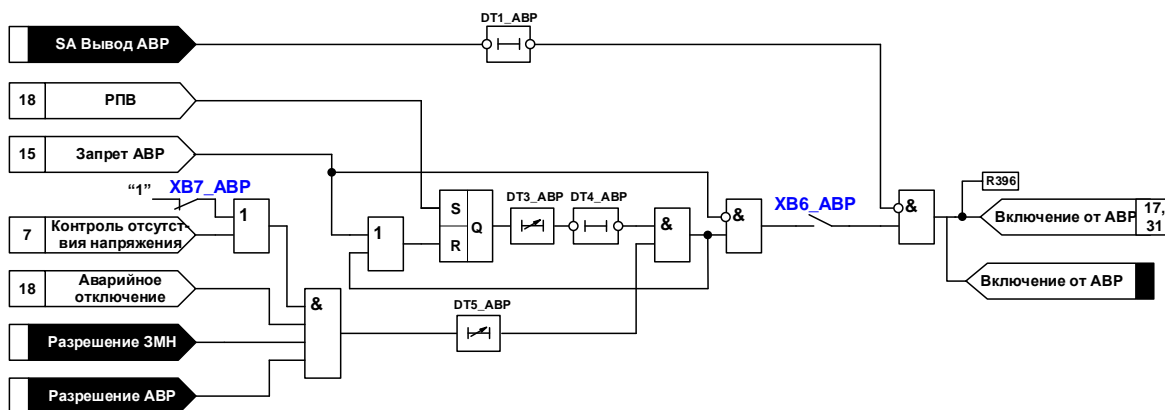 DT1_АВР
SA Вывод АВР
18 РПВ
15 Запрет АВР
R396
“1” XB7_АВР
DT3_АВР DT4_АВР
XB6_АВР
S
R
Q
1
1
&
&
&
&
Включение от АВР 17,
31
7 Контроль отсутст-
вия напряжения
18 Аварийное
отключение
Включение от АВР
DT5_АВР
Разрешение ЗМН
Разрешение АВР